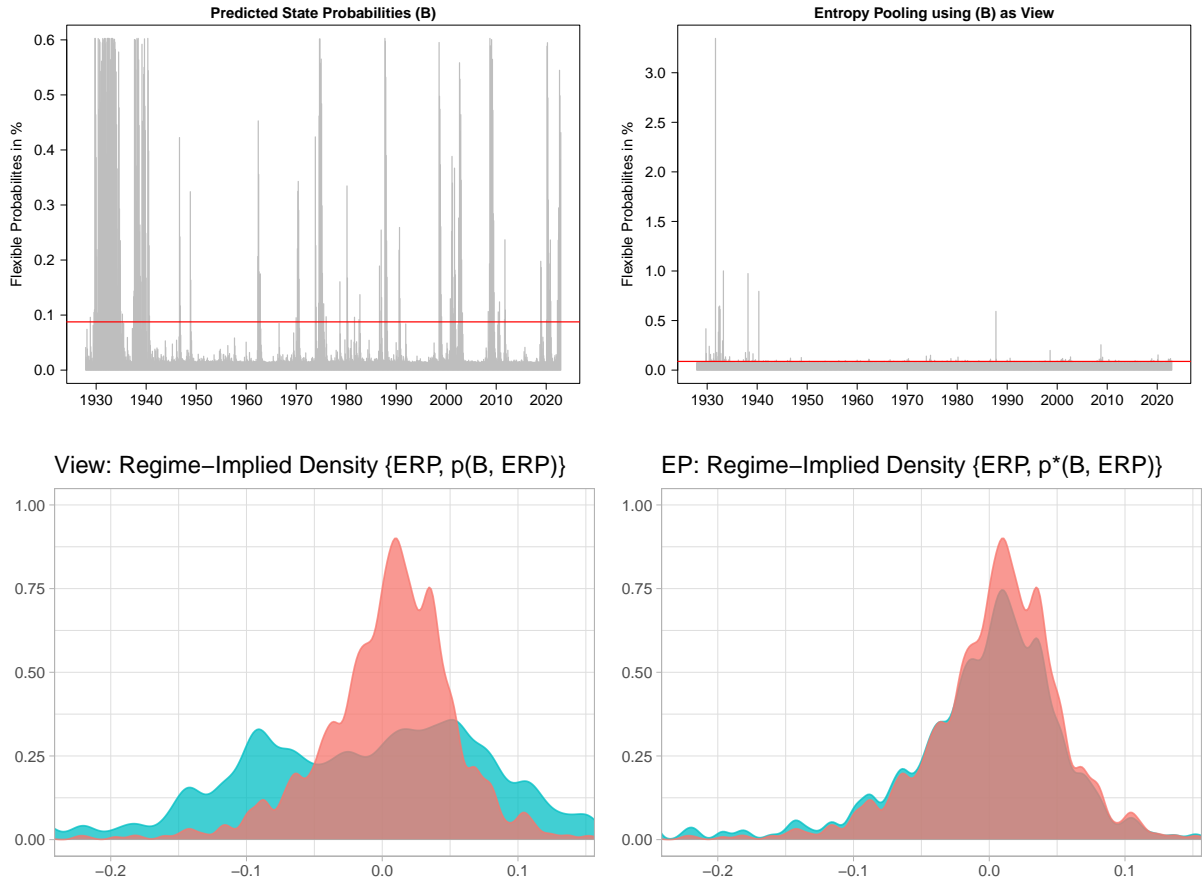 Predicted State Probabilities (B)
Flexible Probabilites in %
0.6
0.5
0.4
0.3
0.2
0.1
0.0
1930 1940 1950 1960 1970 1980 1990 2000 2010 2020
Entropy Pooling using (B) as View
Flexible Probabilites in %
3.0
2.5
2.0
1.5
1.0
0.5
0.0
1930 1940 1950 1960 1970 1980 1990 2000 2010 2020
View: Regime−Implied Density {ERP, p(B, ERP)}
1.00
0.75
0.50
0.25
0.00
−0.2 −0.1 0.0 0.1
EP: Regime−Implied Density {ERP, p*(B, ERP)}
1.00
0.75
0.50
0.25
0.00
−0.2 −0.1 0.0 0.1